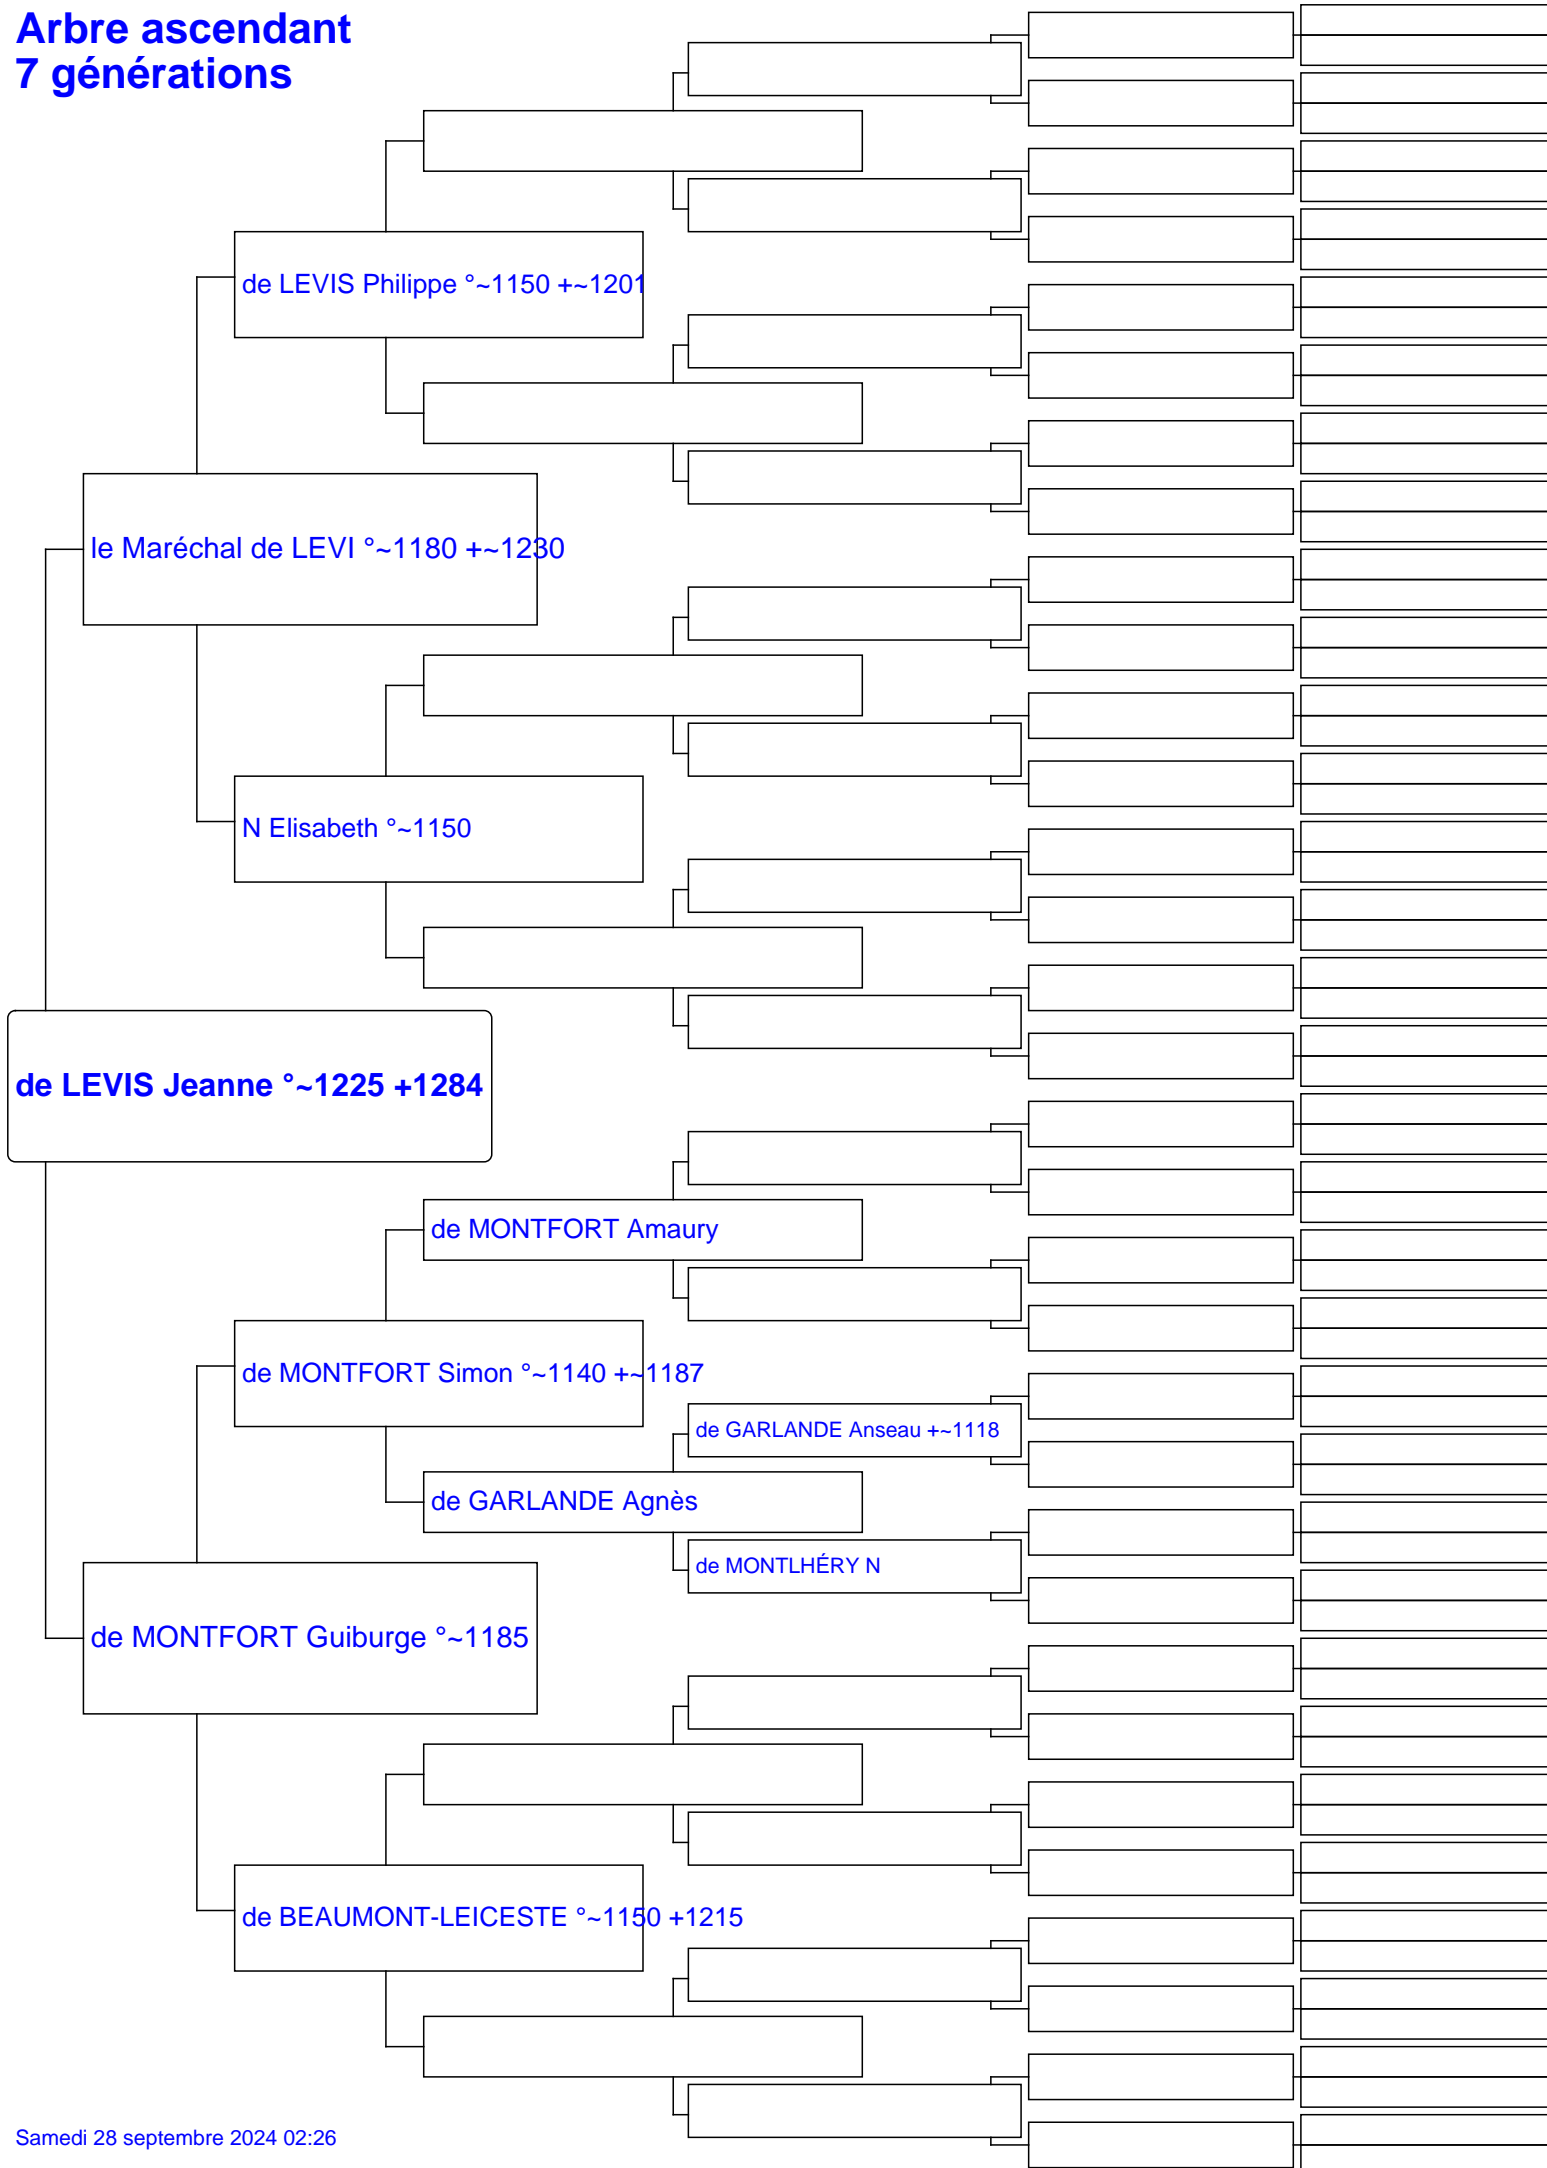 Arbre ascendant
7 générations
de LEVIS Philippe °~1150 +~1201
le Maréchal de LEVI °~1180 +~1230
N Elisabeth °~1150
de LEVIS Jeanne °~1225 +1284
de MONTFORT Amaury
de MONTFORT Simon °~1140 +~1187
de GARLANDE Anseau +~1118
de GARLANDE Agnès
de MONTLHÉRY N
de MONTFORT Guiburge °~1185
de BEAUMONT-LEICESTE °~1150 +1215
Samedi 28 septembre 2024 02:26